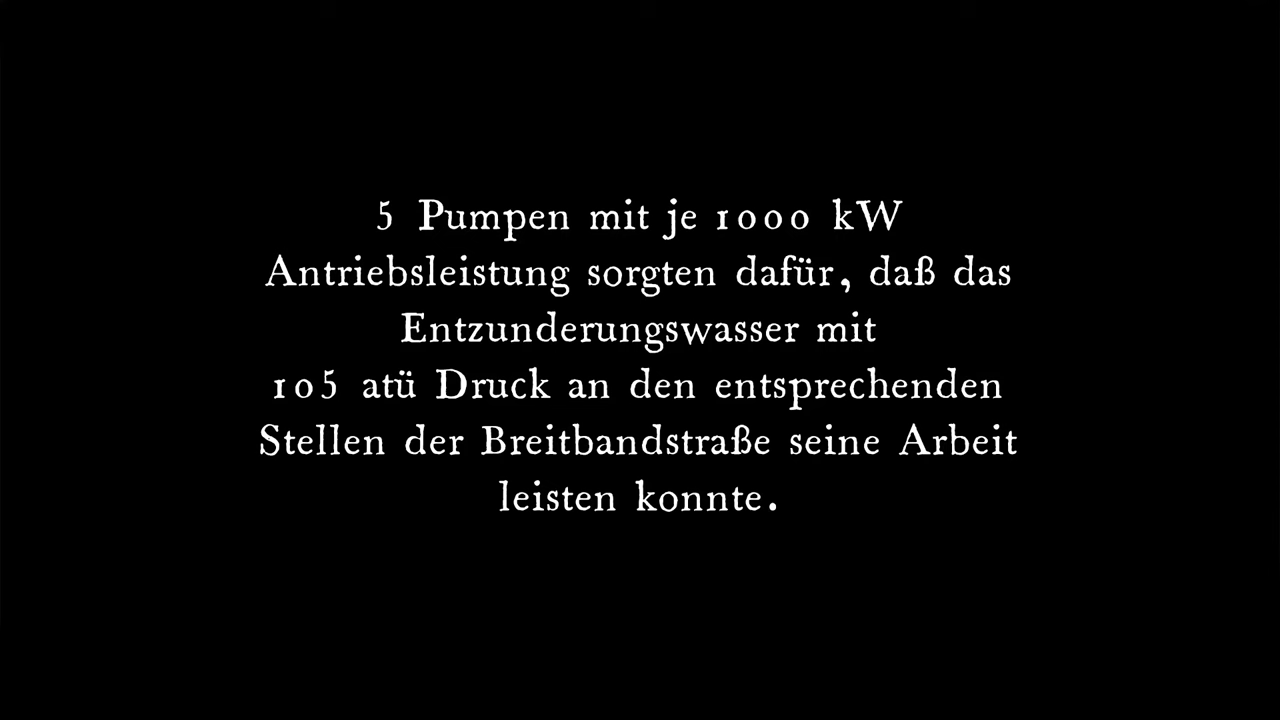 5 Pumpen mit je 1000 kW
Antriebsleistung sorgten dafür, daß das
Entzunderungswasser mit
105 atü Druck an den entsprechenden
Stellen der Breitbandstraße seine Arbeit
leisten konnte.